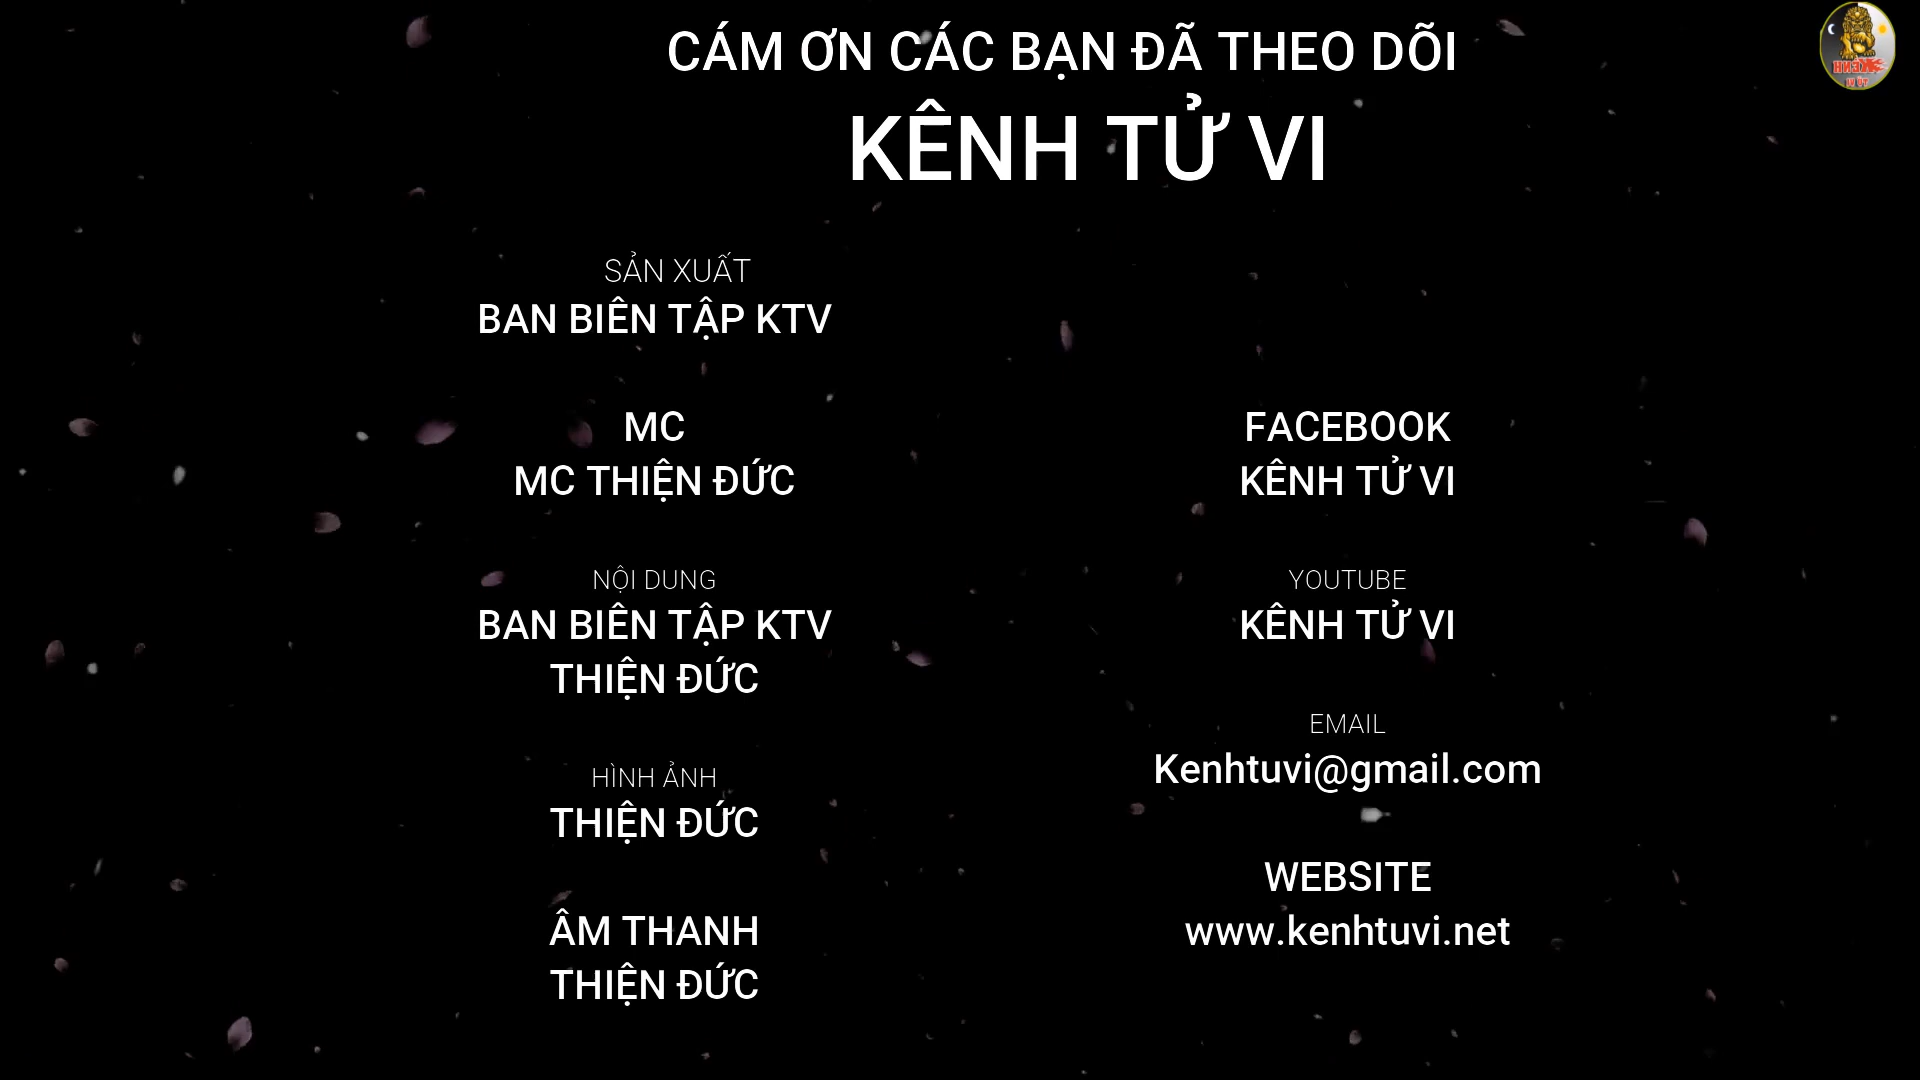 CÁM ƠN CÁC BẠN ĐÃ THEO DÕI
KÊNH TỬ VI
SẢN XUẤT
BAN BIÊN TẬP KTV
MC
MC THIỆN ĐỨC
NỘI DUNG
BAN BIÊN TẬP KTV
THIỆN ĐỨC
HÌNH ẢNH
THIỆN ĐỨC
ÂM THANH
THIỆN ĐỨC
FACEBOOK
KÊNH TỬ VI
YOUTUBE
KÊNH TỬ VI
EMAIL
Kenhtuvi@gmail.com
WEBSITE
www.kenhtuvi.net